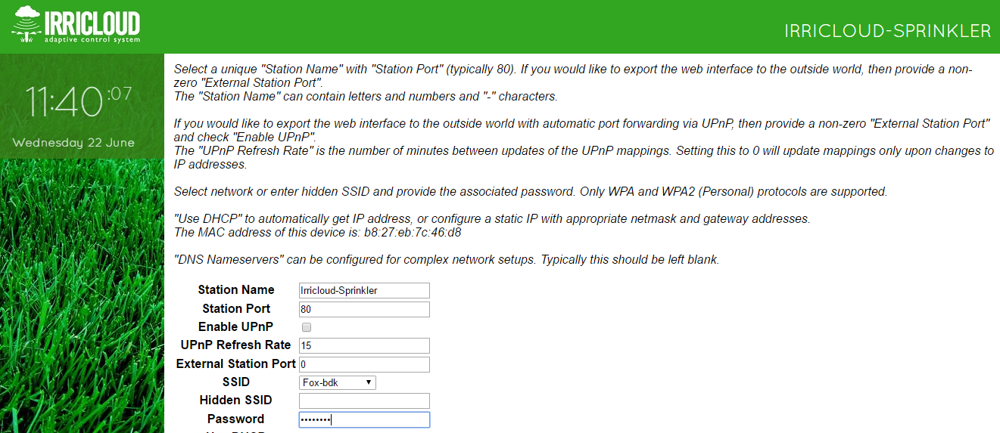 IRRICLOUD
adaptive control system
IRRICLOUD-SPRINKLER
11:40:07
Wednesday 22 June
Select a unique "Station Name" with "Station Port" (typically 80). If you would like to export the web interface to the outside world, then provide a non-
zero "External Station Port".
The "Station Name" can contain letters and numbers and "-" characters.
If you would like to export the web interface to the outside world with automatic port forwarding via UPnP, then provide a non-zero "External Station Port"
and check "Enable UPnP".
The "UPnP Refresh Rate" is the number of minutes between updates of the UPnP mappings. Setting this to 0 will update mappings only upon changes to
IP addresses.
Select network or enter hidden SSID and provide the associated password. Only WPA and WPA2 (Personal) protocols are supported.
"Use DHCP" to automatically get IP address, or configure a static IP with appropriate netmask and gateway addresses.
The MAC address of this device is: b8:27:eb:7c:46:d8
"DNS Nameservers" can be configured for complex network setups. Typically this should be left blank.
Station Name Irricloud-Sprinkler
Station Port 80
Enable UPnP
UPnP Refresh Rate 15
External Station Port 0
SSID Fox-bdk
Hidden SSID
Password ••••••••